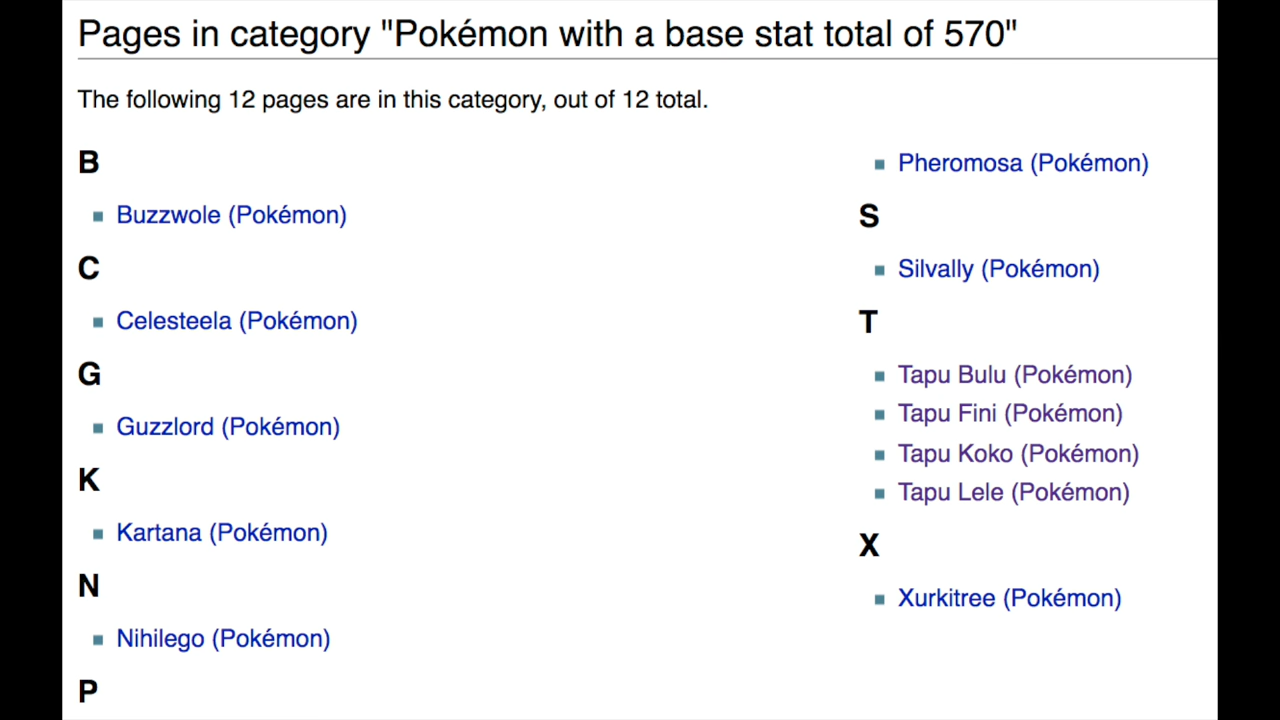 Pages in category "Pokémon with a base stat total of 570"
The following 12 pages are in this category, out of 12 total.
B
Buzzwole (Pokémon)
C
Celesteela (Pokémon)
G
Guzzlord (Pokémon)
K
Kartana (Pokémon)
N
Nihilego (Pokémon)
P
Pheromosa (Pokémon)
S
Silvally (Pokémon)
T
Tapu Bulu (Pokémon)
Tapu Fini (Pokémon)
Tapu Koko (Pokémon)
Tapu Lele (Pokémon)
X
Xurkitree (Pokémon)